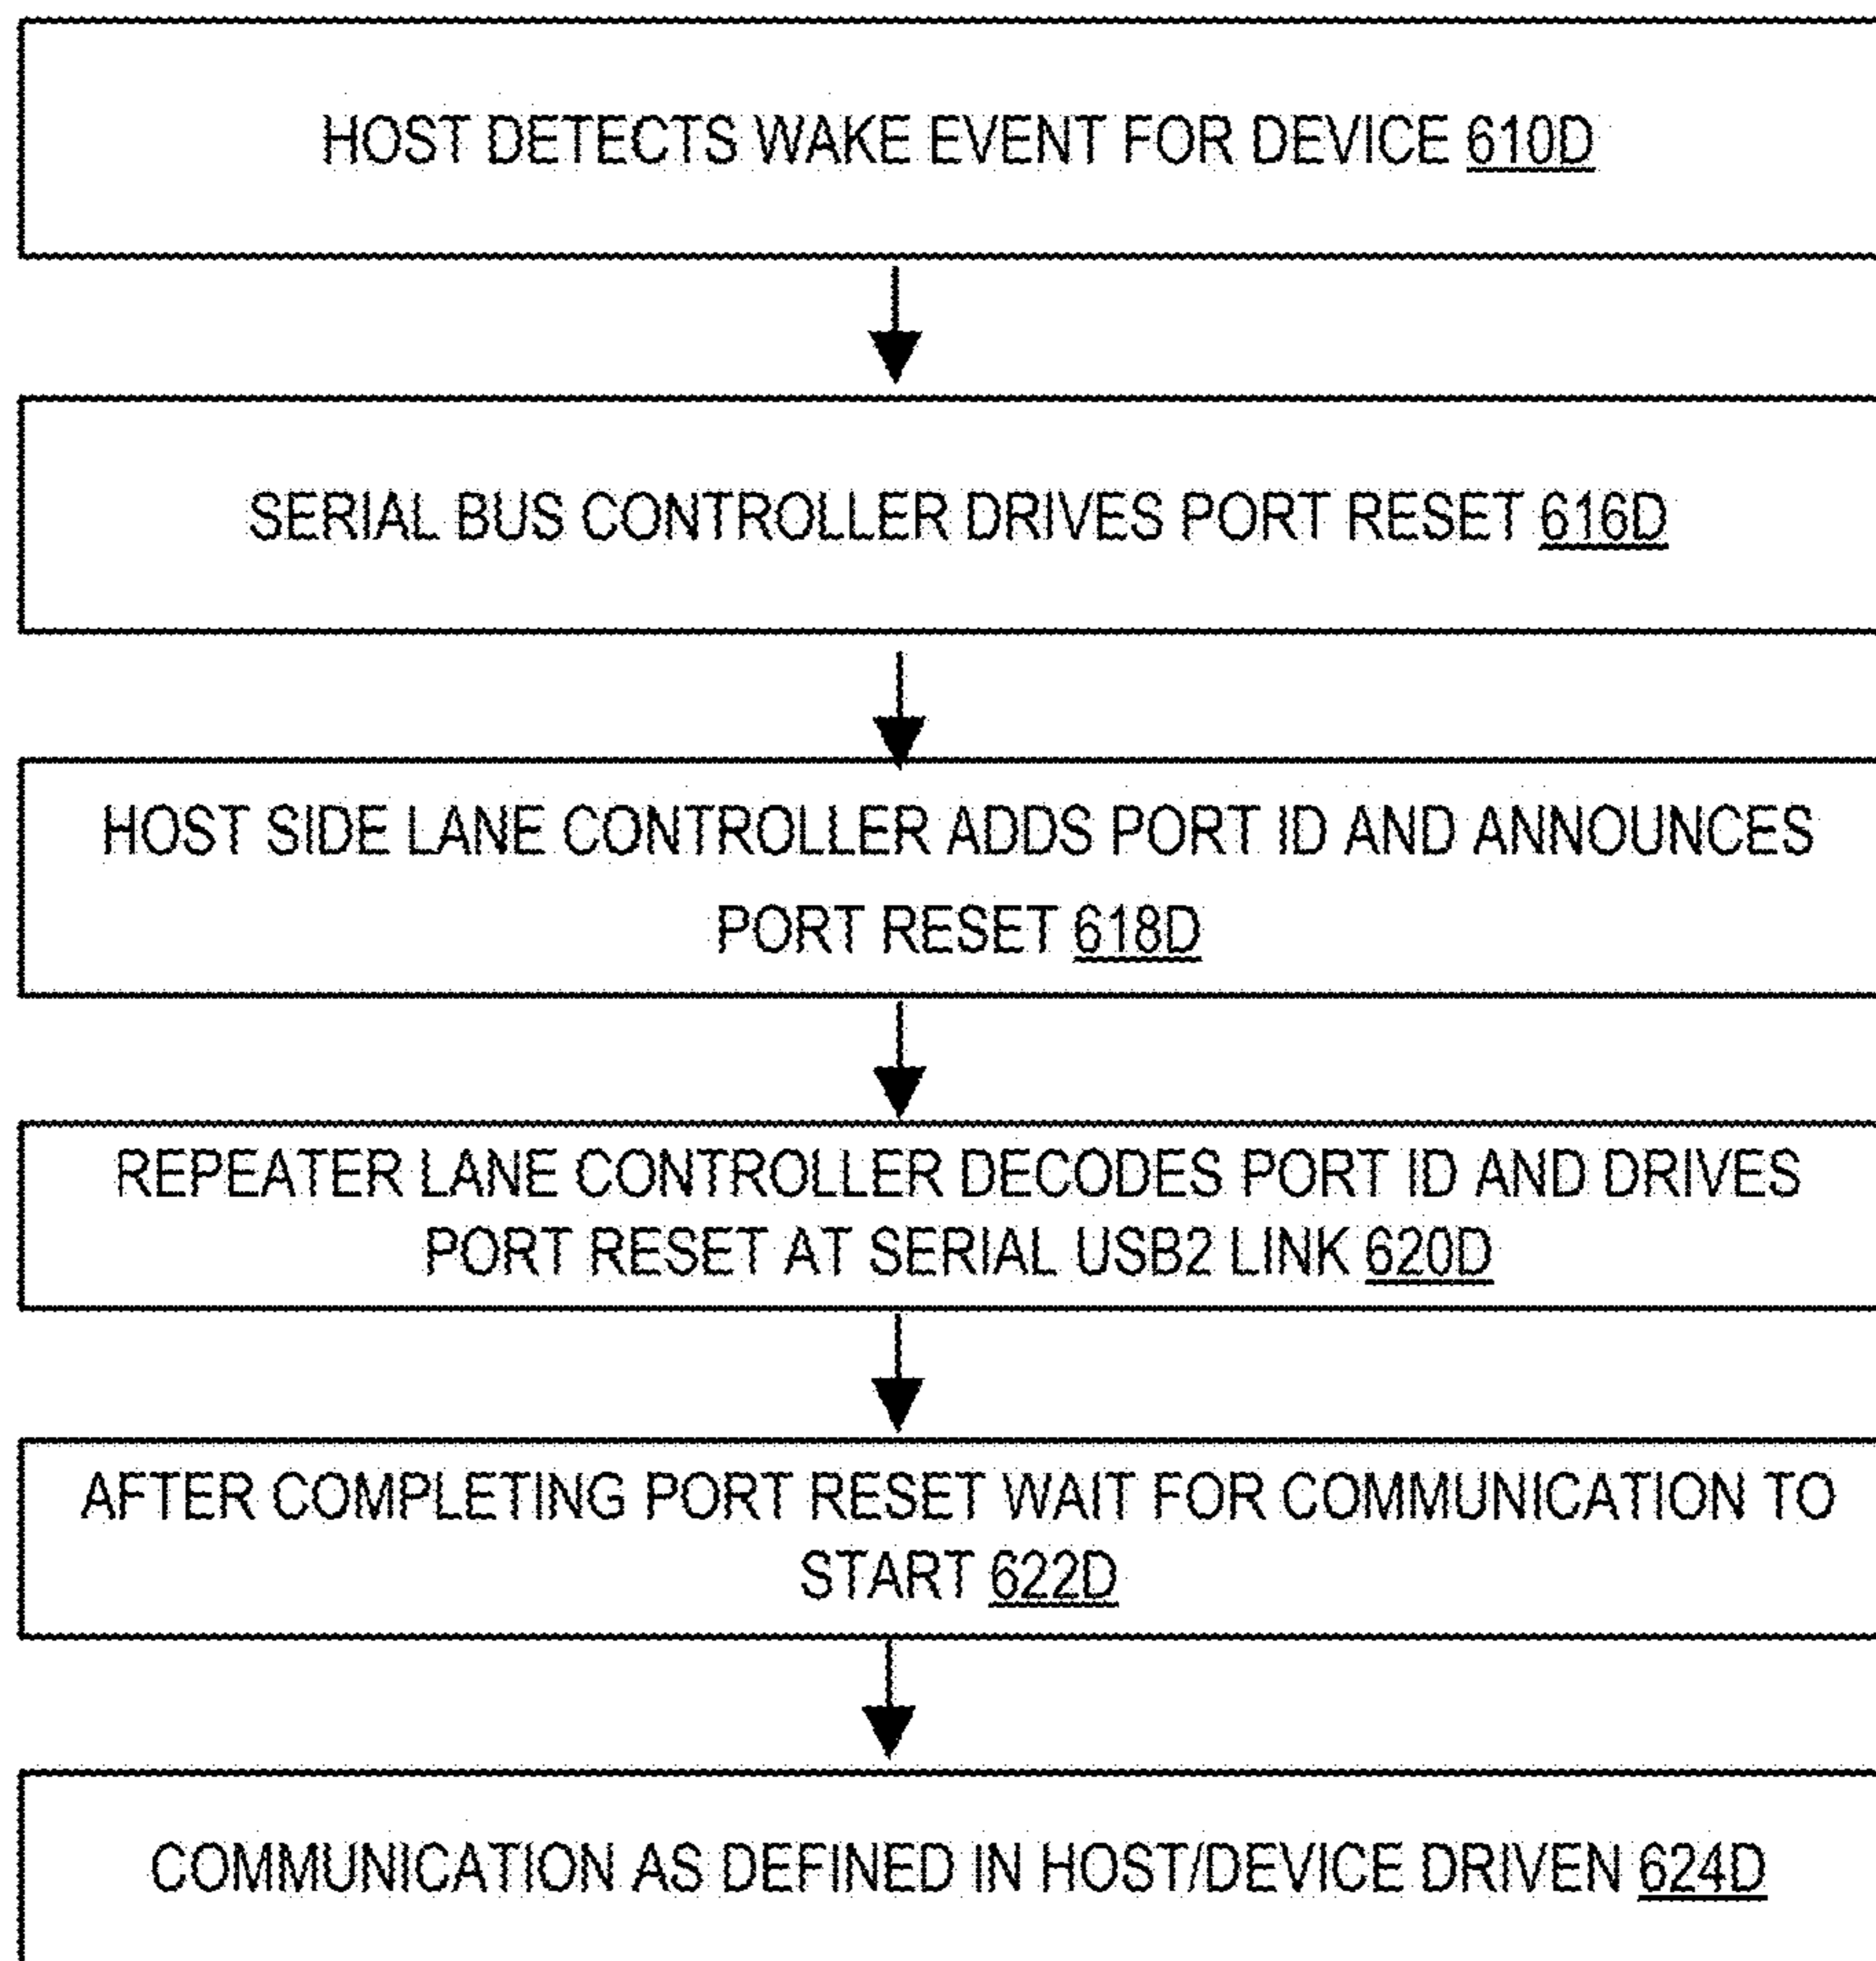 HOST DETECTS WAKE EVENT FOR DEVICE 610D
SERIAL BUS CONTROLLER DRIVES PORT RESET 616D
HOST SIDE LANE CONTROLLER ADDS PORT ID AND ANNOUNCES
PORT RESET 618D
REPEATER LANE CONTROLLER DECODES PORT ID AND DRIVES
PORT RESET AT SERIAL USB2 LINK 620D
AFTER COMPLETING PORT RESET WAIT FOR COMMUNICATION TO
START 622D
COMMUNICATION AS DEFINED IN HOST/DEVICE DRIVEN 624D